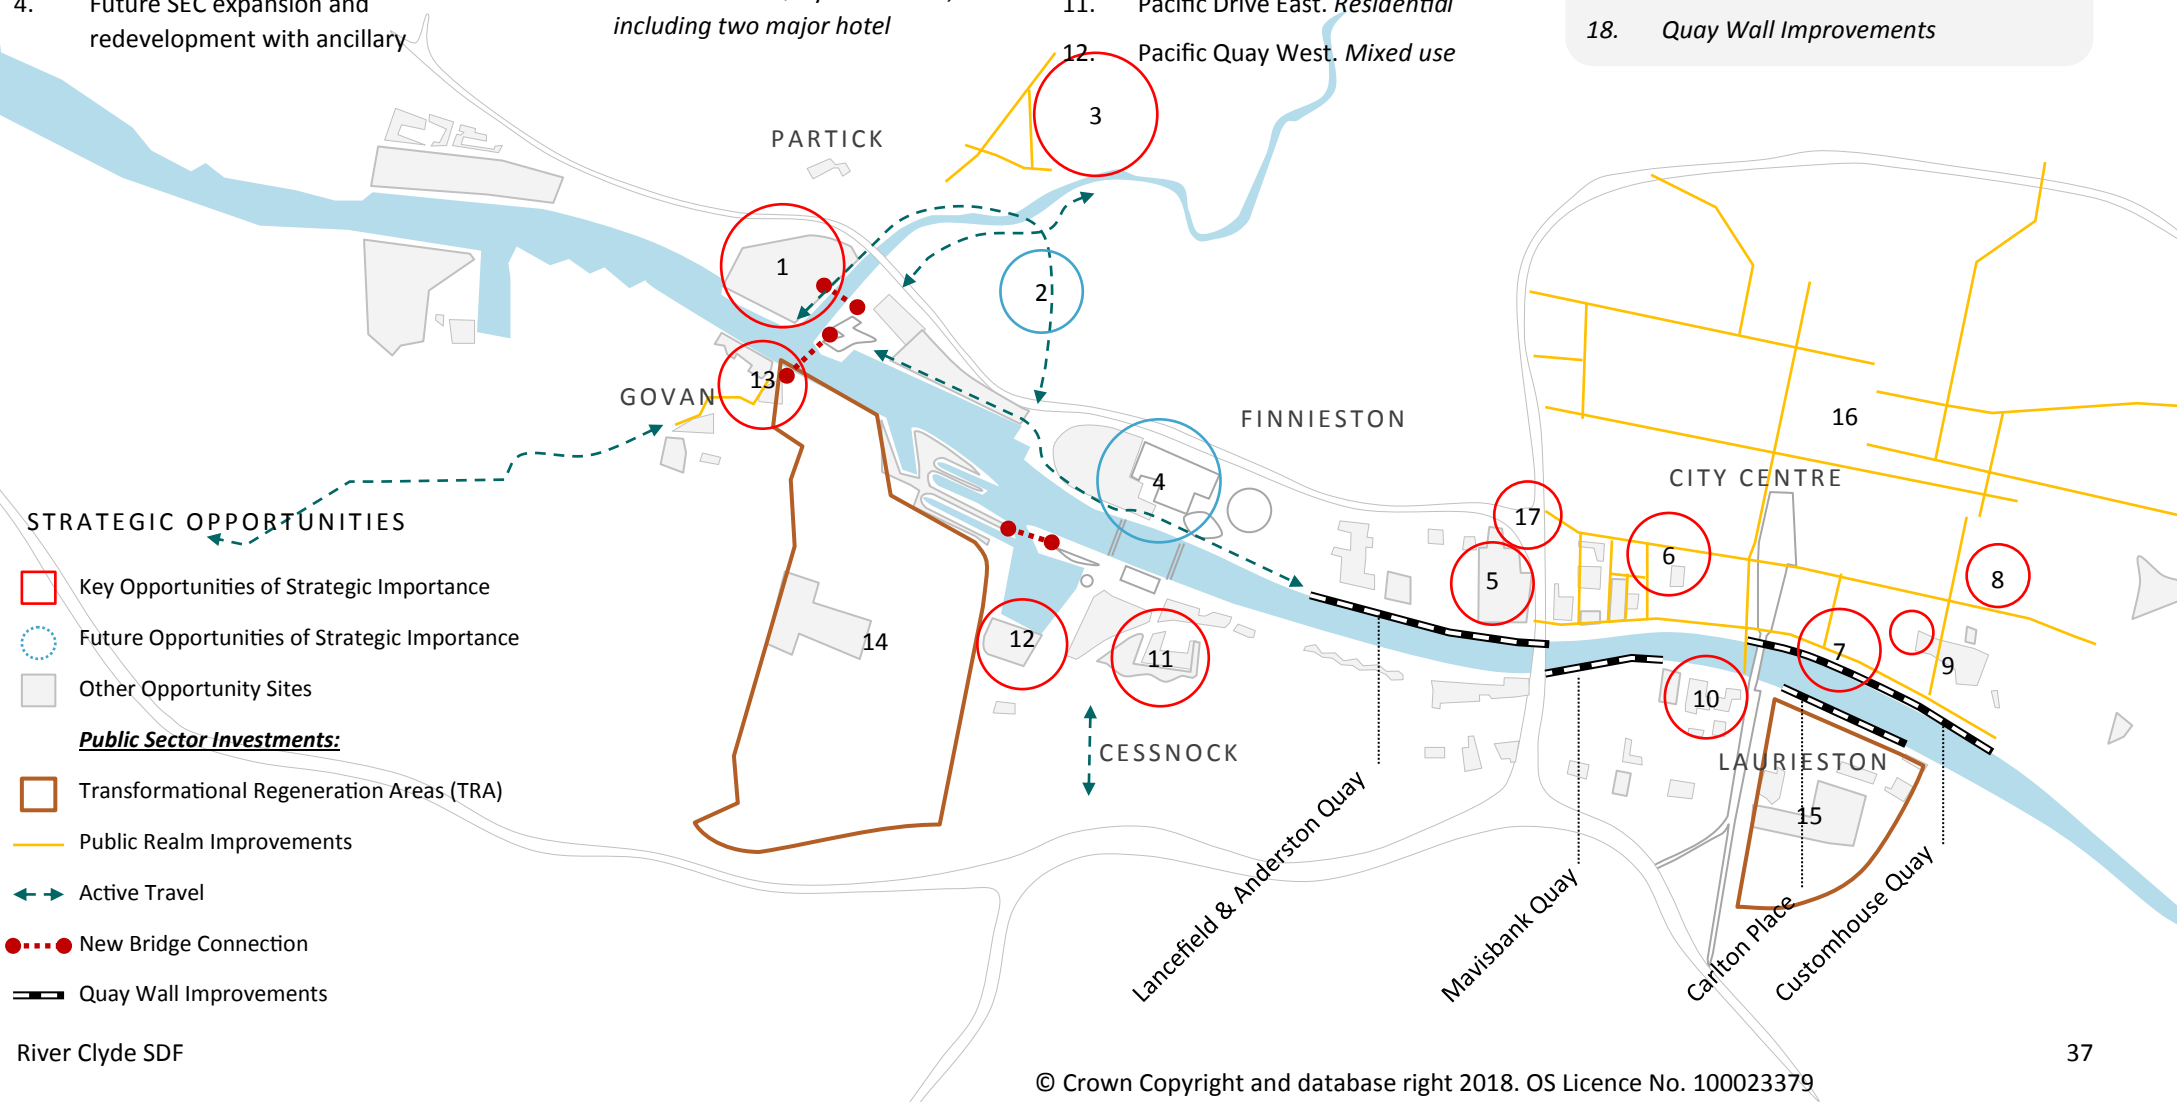 4. Future SEC expansion and
redevelopment with ancillary
including two major hotel
11. Pacific Drive East. Residential
12. Pacific Quay West. Mixed use
18. Quay Wall Improvements
PARTICK
3
1
2
13
GOVAN
FINNIESTON
16
4
CITY CENTRE
17
6
5
8
14
12
11
7
9
10
CESSNOCK
LAURIESTON
15
Lancefield & Anderston Quay
Mavisbank Quay
Carlton Place
Customhouse Quay
STRATEGIC OPPORTUNITIES
Key Opportunities of Strategic Importance
Future Opportunities of Strategic Importance
Other Opportunity Sites
Public Sector Investments:
Transformational Regeneration Areas (TRA)
Public Realm Improvements
Active Travel
New Bridge Connection
Quay Wall Improvements
River Clyde SDF
37
© Crown Copyright and database right 2018. OS Licence No. 100023379